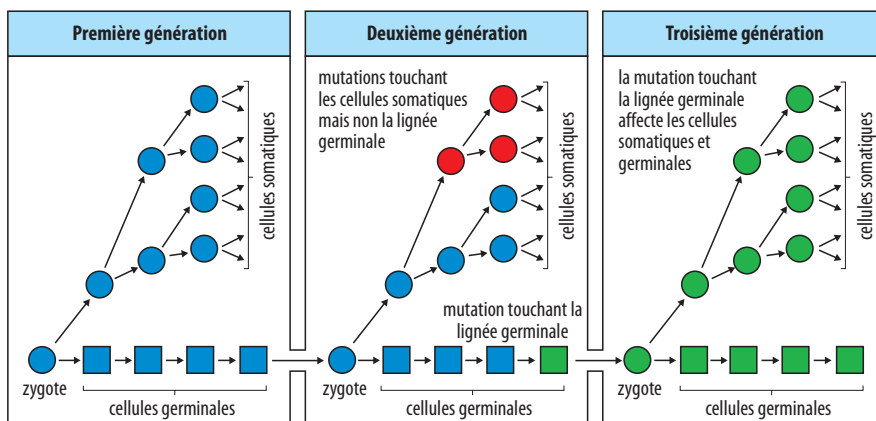 Première génération
cellules somatiques
zygote
cellules germinales
Deuxième génération
mutations touchant
les cellules somatiques
mais non la lignée
germinale
cellules somatiques
mutation touchant la
lignée germinale
zygote
cellules germinales
Troisième génération
la mutation touchant
la lignée germinale
affecte les cellules
somatiques et
germinales
cellules somatiques
zygote
cellules germinales